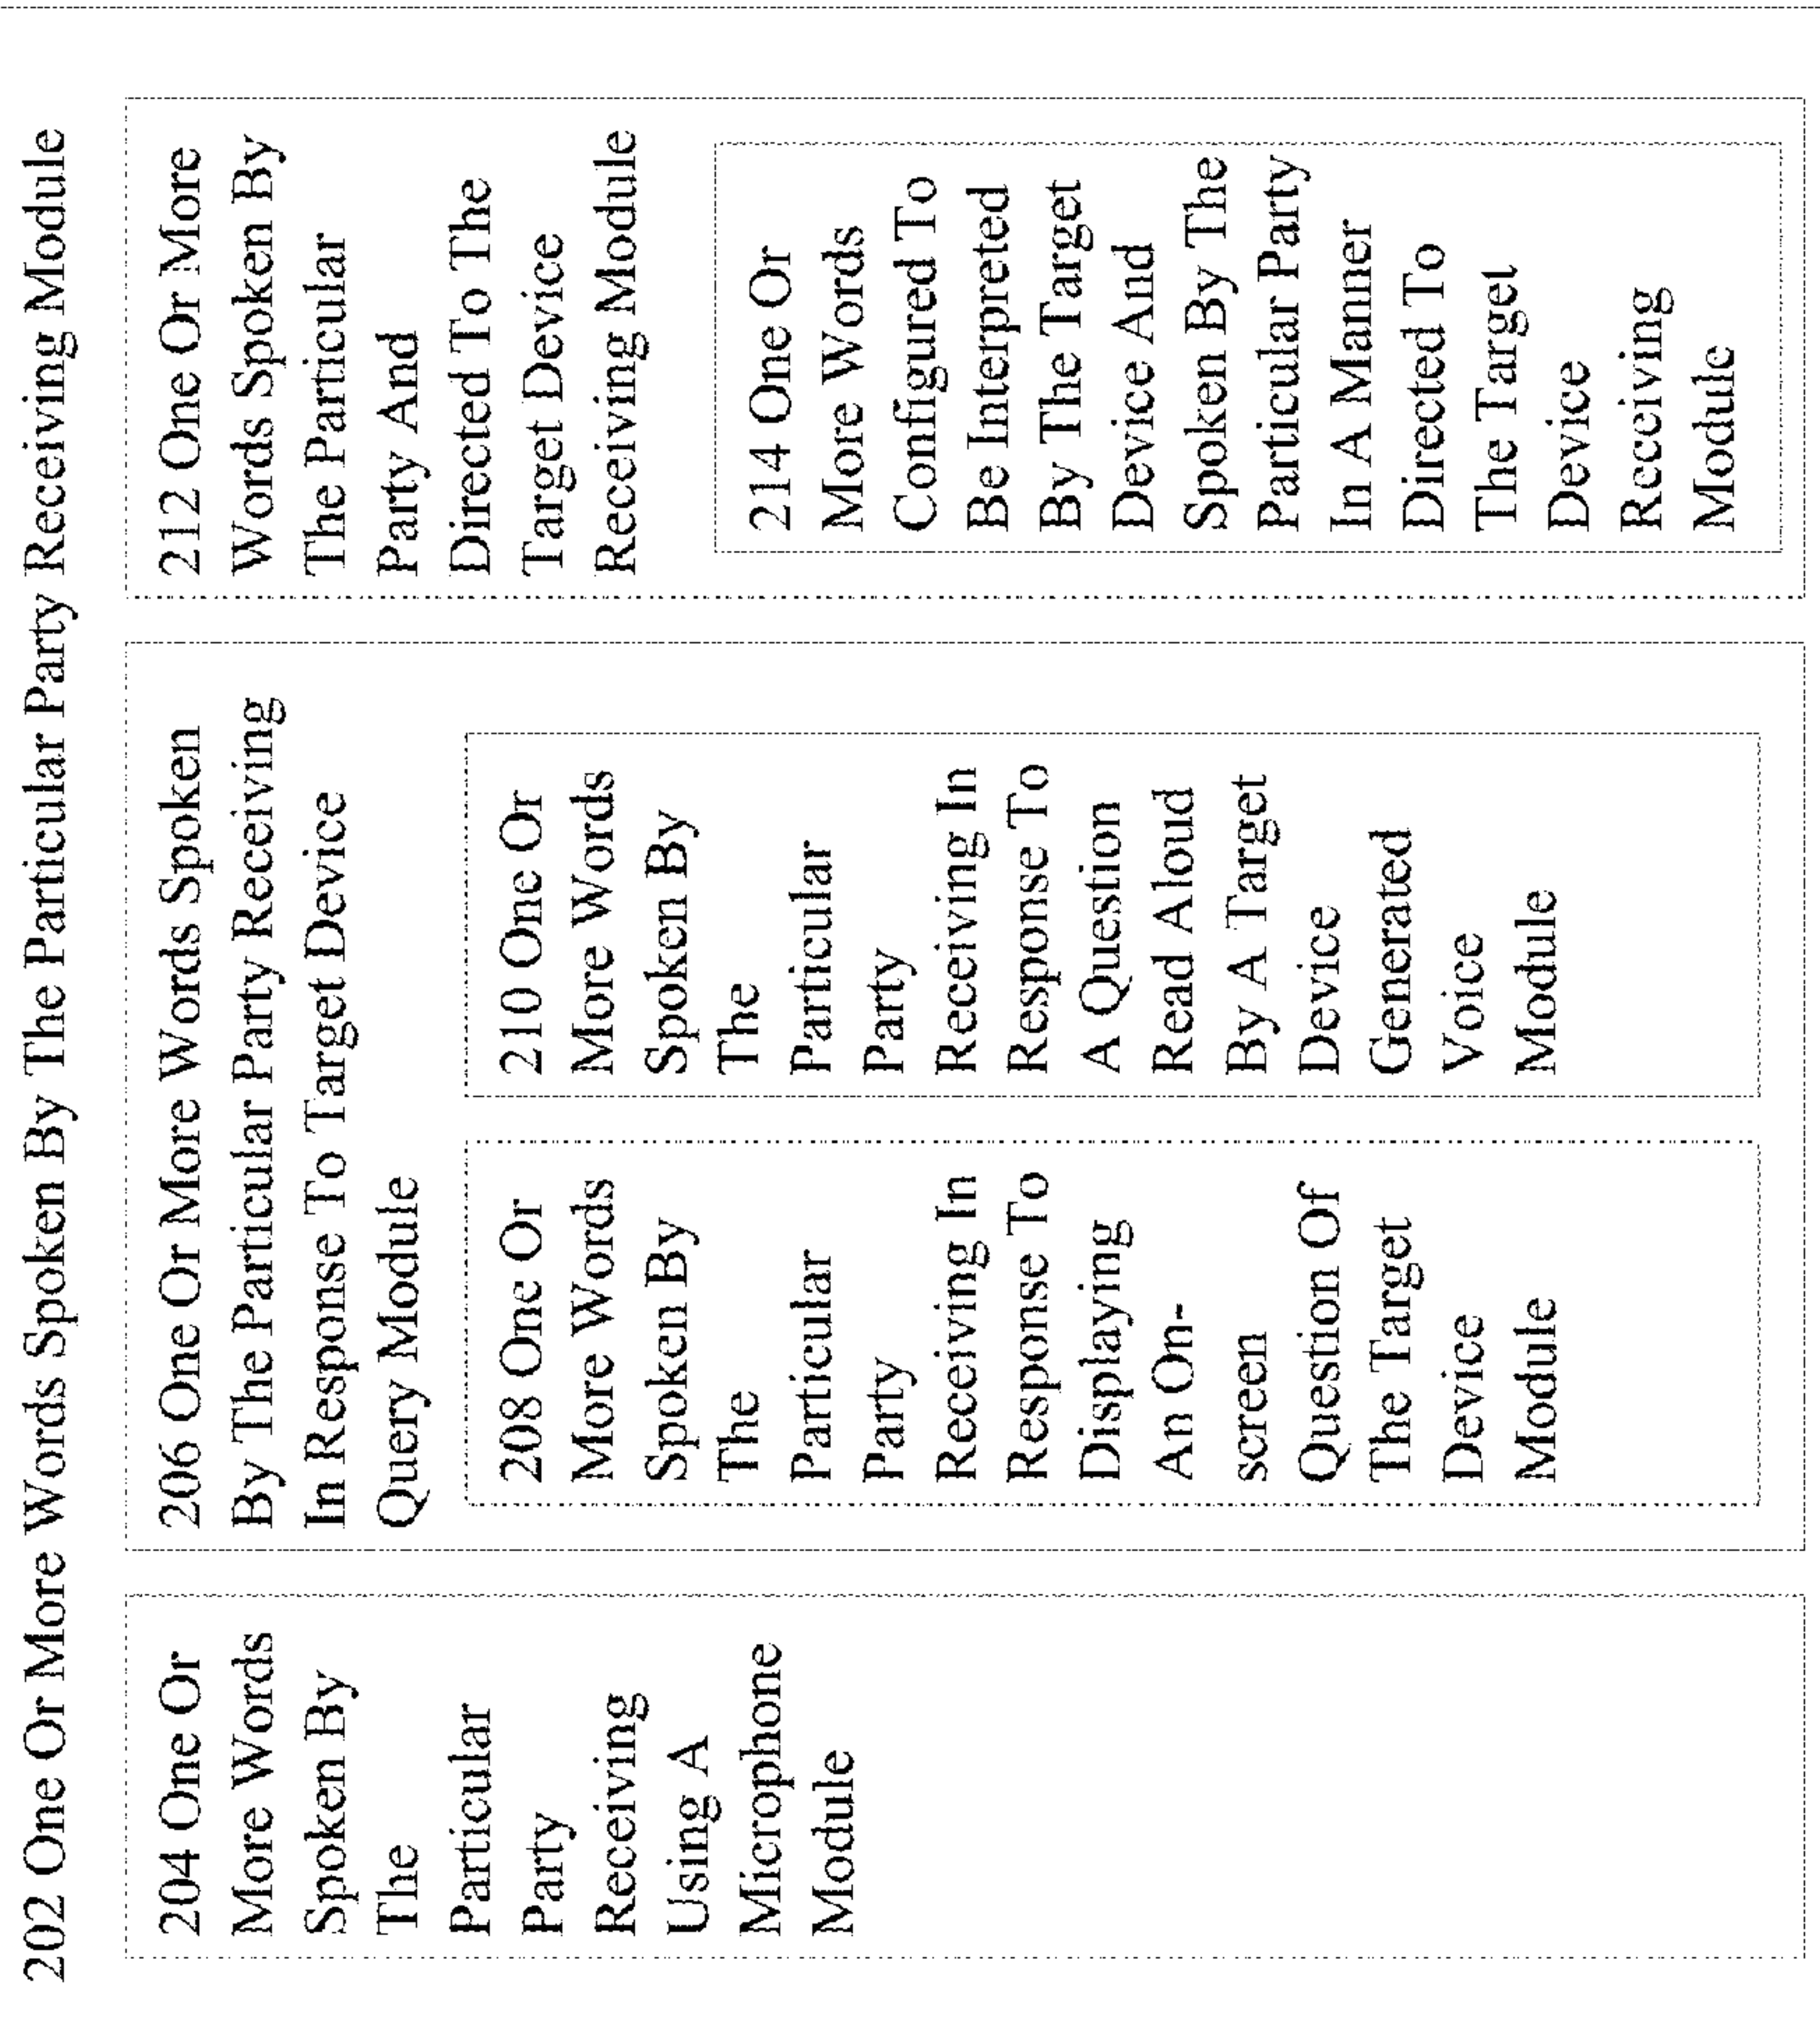 202 One Or More Words Spoken By The Particular Party Receiving Module
204 One Or
More Words
Spoken By
The
Particular
Party
Receiving
Using A
Microphone
Module
206 One Or More Words Spoken
By The Particular Party Receiving
In Response To Target Device
Query Module
208 One Or
More Words
Spoken By
The
Particular
Party
Receiving In
Response To
Displaying
An On-
screen
Question Of
The Target
Device
Module
210 One Or
More Words
Spoken By
The
Particular
Party
Receiving In
Response To
A Question
Read Aloud
By A Target
Device
Generated
Voice
Module
212 One Or More
Words Spoken By
The Particular
Party And
Directed To The
Target Device
Receiving Module
214 One Or
More Words
Configured To
Be Interpreted
By The Target
Device And
Spoken By The
Particular Party
In A Manner
Directed To
The Target
Device
Receiving
Module